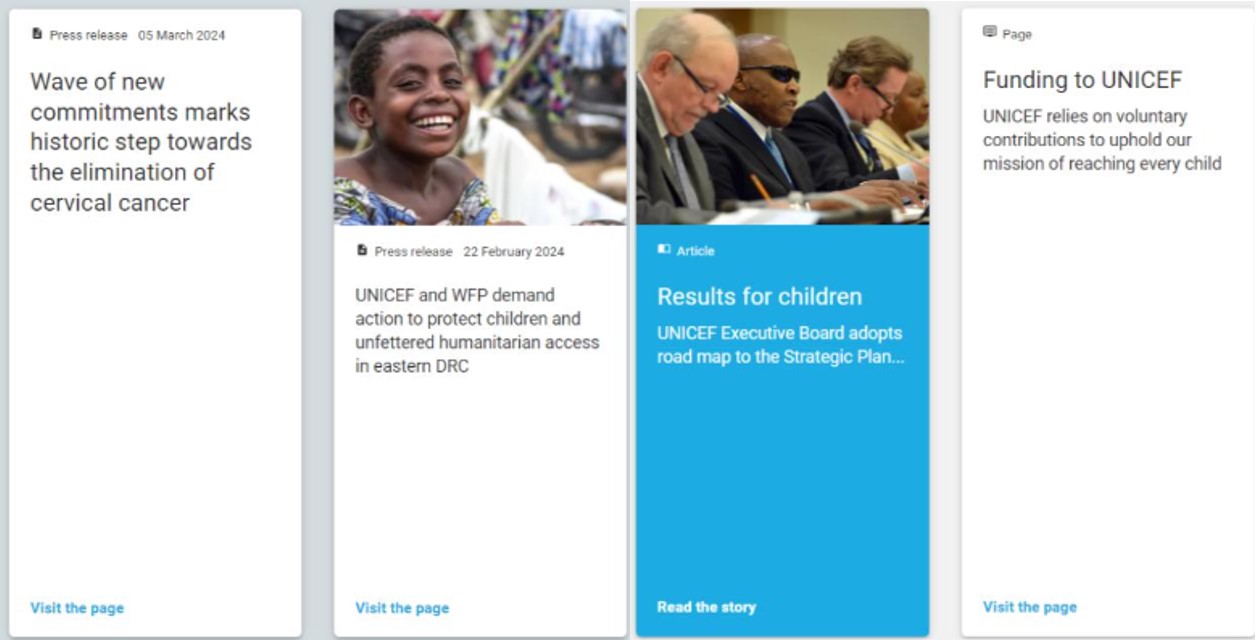 Press release 05 March 2024
Wave of new
commitments marks
historic step towards
the elimination of
cervical cancer
Visit the page
Press release 22 February 2024
UNICEF and WFP demand
action to protect children and
unfettered humanitarian access
in eastern DRC
Visit the page
Article
Results for children
UNICEF Executive Board adopts
road map to the Strategic Plan...
Read the story
Page
Funding to UNICEF
UNICEF relies on voluntary
contributions to uphold our
mission of reaching every child
Visit the page